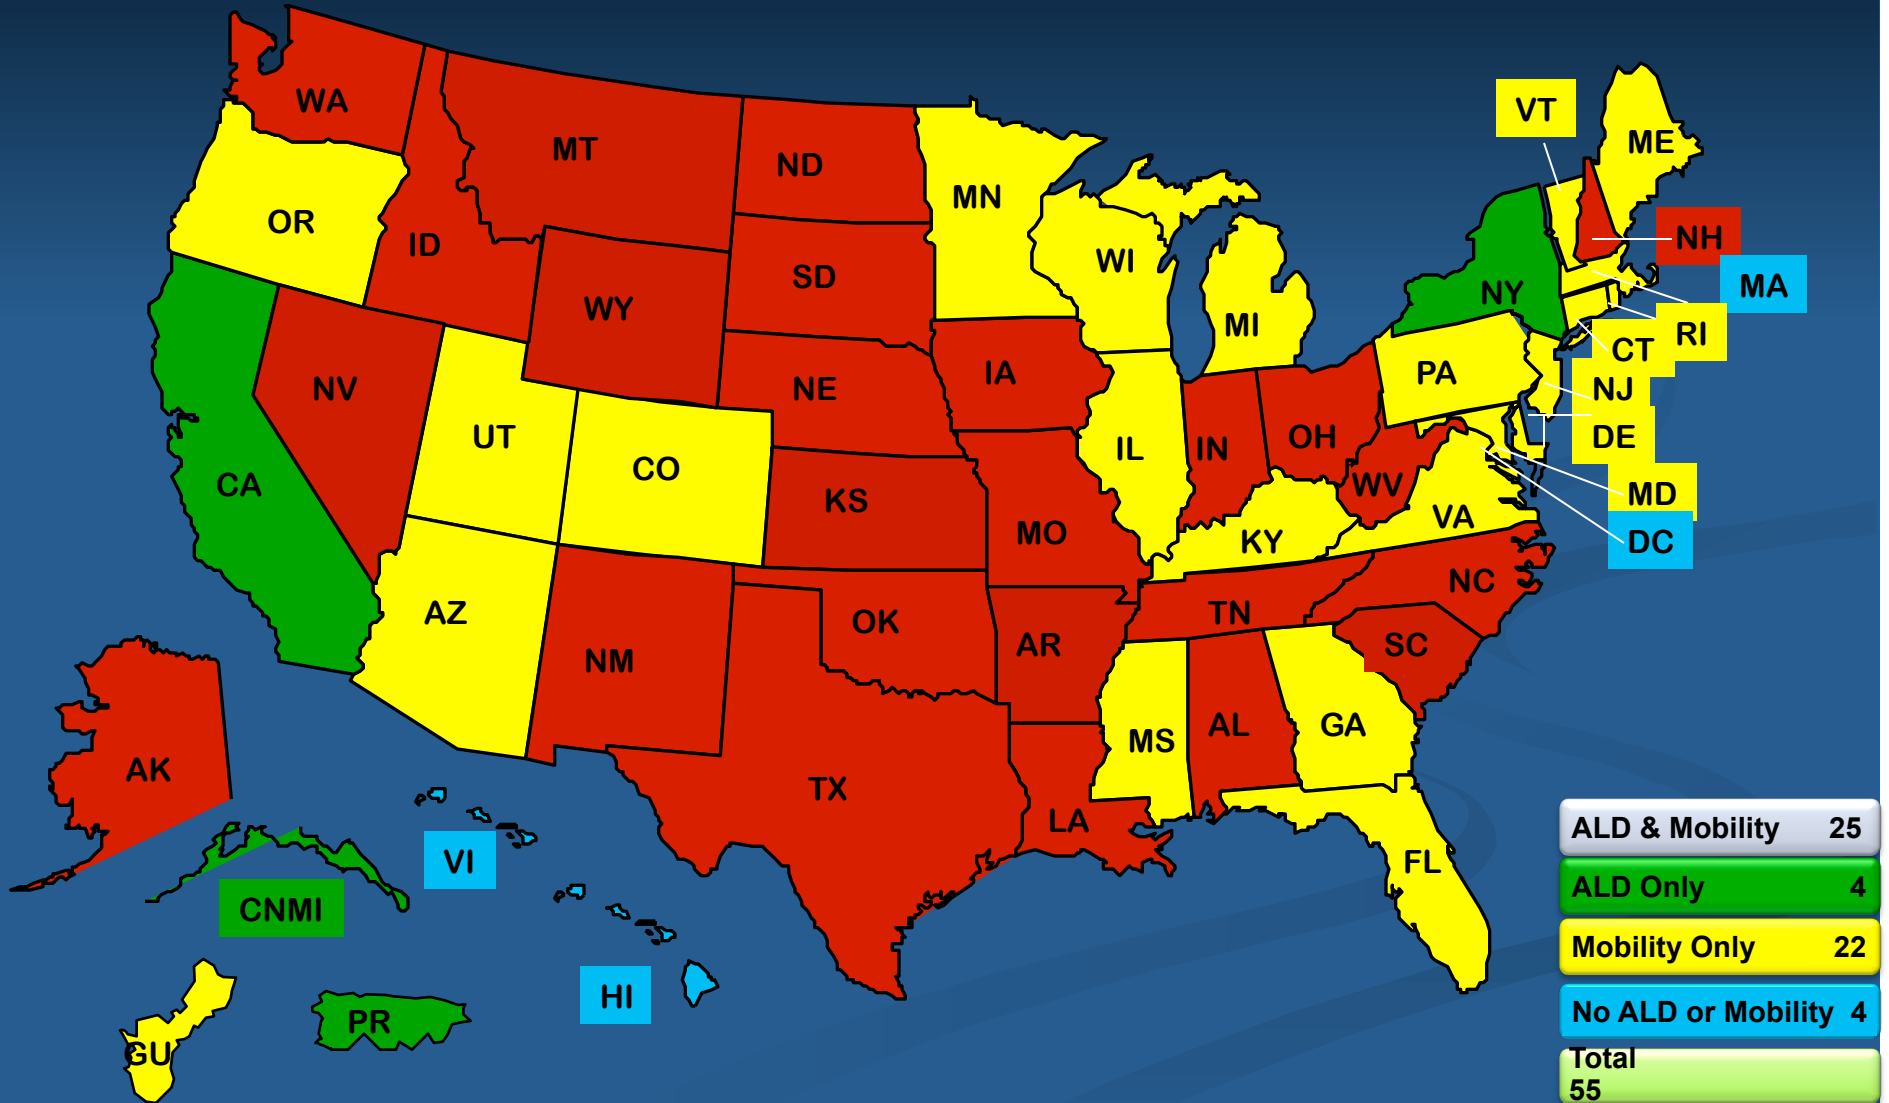 WA
MT
ND
MN
VT
ME
OR
ID
SD
WI
NH
MA
WY
NY
MI
RI
CT
NV
NE
IA
PA
NJ
UT
CO
IL
IN
OH
DE
CA
KS
WV
MD
MO
KY
VA
DC
AZ
OK
AR
TN
NC
NM
SC
AK
TX
MS
AL
GA
LA
FL
VI
CNMI
HI
GU
PR
ALD & Mobility 25
ALD Only 4
Mobility Only 22
No ALD or Mobility 4
Total
55